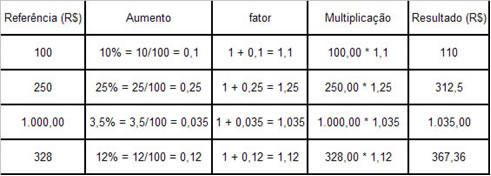 Referência (R$) Aumento fator Multiplicação Resultado (R$)
100 10% = 10/100 = 0,1 1 + 0,1 = 1,1 100,00 * 1,1 110
250 25% = 25/100 = 0,25 1 + 0,25 = 1,25 250,00 * 1,25 312,5
1.000,00 3,5% = 3,5/100 = 0,035 1 + 0,035 = 1,035 1.000,00 * 1,035 1.035,00
328 12% = 12/100 = 0,12 1 + 0,12 = 1,12 328,00 * 1,12 367,36